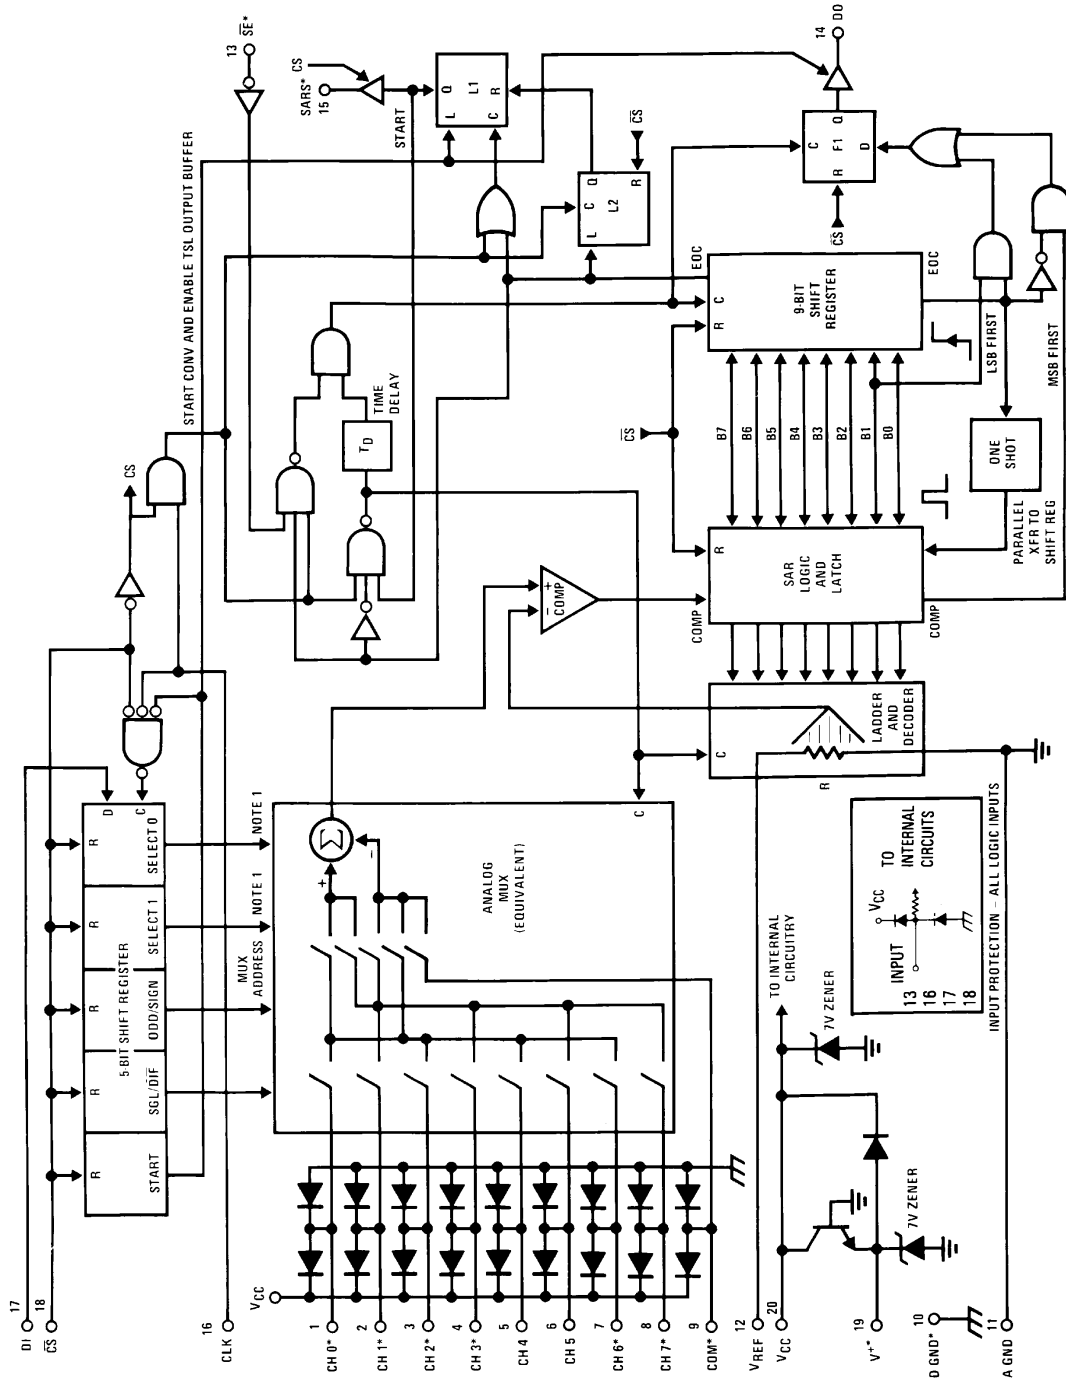 17
DI
18
C̅S̅
16
CLK
START
SGL/D̅I̅F̅
ODD/SIGN
SELECT 1
SELECT 0
5-BIT SHIFT REGISTER
R
R
R
R
R
D
C
CS
START CONV AND ENABLE TSL OUTPUT BUFFER
13
S̅E̅*
MUX
ADDRESS
NOTE 1
NOTE 1
VCC
1
CH 0*
2
CH 1*
3
CH 2*
4
CH 3*
5
CH 4
6
CH 5
7
CH 6*
8
CH 7*
9
COM*
ANALOG
MUX
(EQUIVALENT)
Σ
+
−
C
TD
TIME
DELAY
START
SARS*
15
CS
L
Q
L1
C
R
L
C
Q
L2
R
C̅S̅
+
−
COMP
12
VREF
20
VCC
19
V+*
10
D GND*
11
A GND
LADDER
AND
DECODER
C
R
SAR
LOGIC
AND
LATCH
R
COMP
COMP
C̅S̅
B7
B6
B5
B4
B3
B2
B1
B0
9-BIT
SHIFT
REGISTER
R
C
EOC
EOC
PARALLEL
XFR TO
SHIFT REG
ONE
SHOT
LSB FIRST
MSB FIRST
C
R
F1
Q
D
C̅S̅
14
DO
TO INTERNAL
CIRCUITRY
7V ZENER
7V ZENER
INPUT
13
16
17
18
VCC
TO
INTERNAL
CIRCUITS
INPUT PROTECTION – ALL LOGIC INPUTS